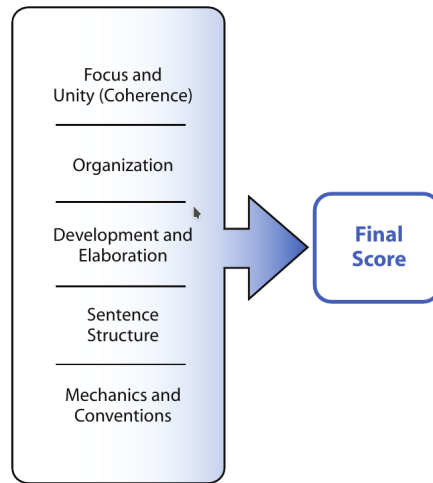 Focus and
Unity (Coherence)
Organization
Development and
Elaboration
Sentence
Structure
Mechanics and
Conventions
Final
Score